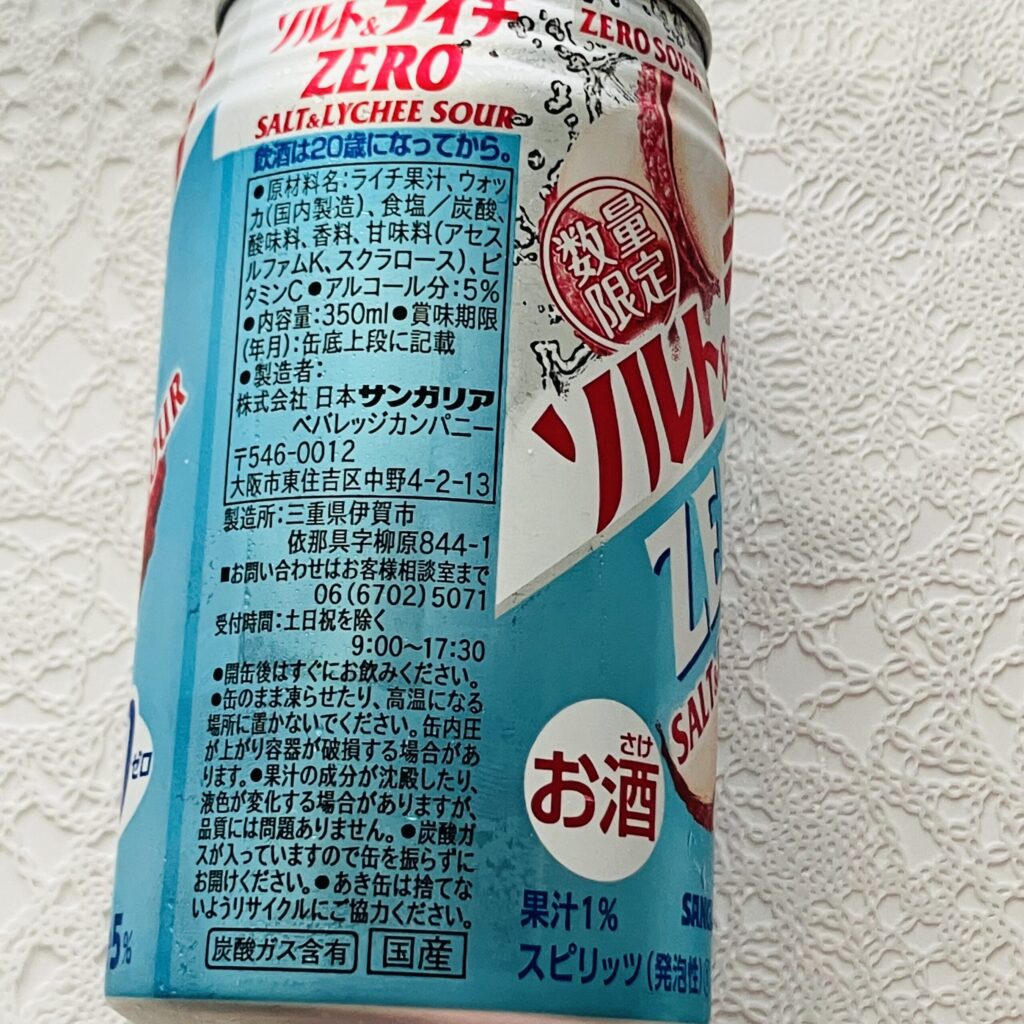 ソルト&ライチ
ZERO
SALT&LYCHEE SOUR
飲酒は20歳になってから。
●原材料名:ライチ果汁、ウォッ
カ(国内製造)、食塩/炭酸、
酸味料、香料、甘味料(アセス
ルファムK、スクラロース)、ビ
タミンC●アルコール分:5%
●内容量:350ml●賞味期限
(年月):缶底上段に記載
●製造者:
株式会社 日本サンガリア
ベバレッジカンパニー
〒546-0012
大阪市東住吉区中野4-2-13
製造所:三重県伊賀市
依那具字柳原844-1
■お問い合わせはお客様相談室まで
06(6702)5071
受付時間:土日祝を除く
9:00〜17:30
●開缶後はすぐにお飲みください。
●缶のまま凍らせたり、高温になる
場所に置かないでください。缶内圧
が上がり容器が破損する場合があ
ります。●果汁の成分が沈殿したり、
液色が変化する場合がありますが、
品質には問題ありません。●炭酸ガ
スが入っていますので缶を振らずに
お開けください。●あき缶は捨てな
いようリサイクルにご協力ください。
炭酸ガス含有 国産
ZERO SOUR
数量
限定
ソルト&
ZE
SALT
さけ
お酒
果汁1%
スピリッツ(発泡性)
ゼロ
5%